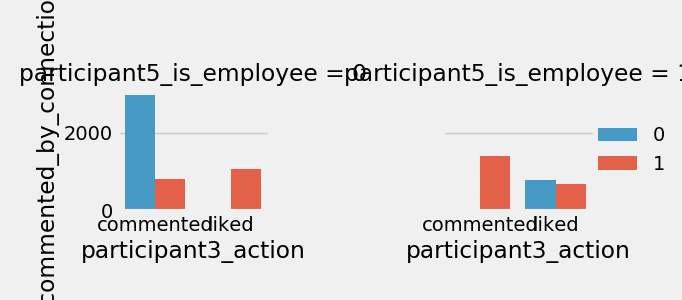 participant5_is_employee = 0
participant5_is_employee = 1
commented_by_connectio
2000
0
commented liked
commented liked
participant3_action
participant3_action
0
1